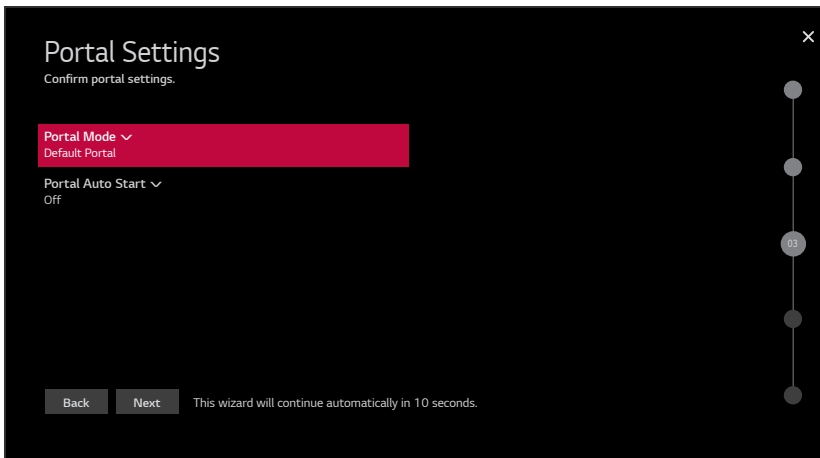 Portal Settings
Confirm portal settings.
Portal Mode
Default Portal
Portal Auto Start
Off
03
Back
Next
This wizard will continue automatically in 10 seconds.